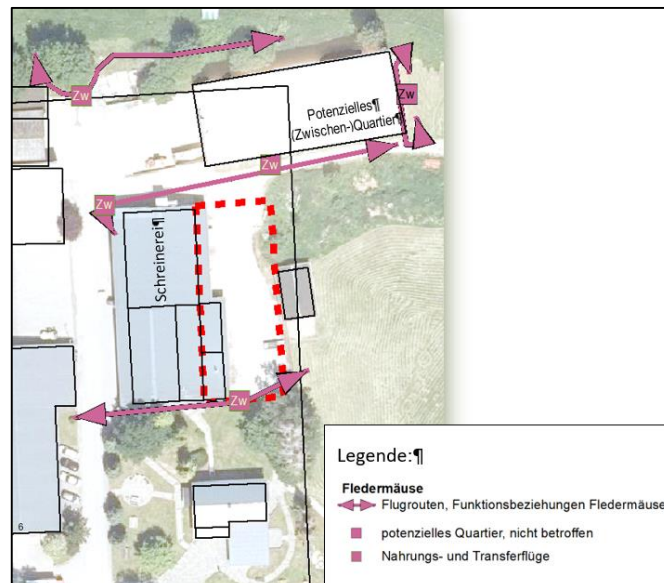 Zw
Zw
Potenzielles¶
(Zwischen-)Quartier¶
Zw
Zw
Schreinerei¶
Zw
6
Legende:¶
Fledermäuse
Flugrouten, Funktionsbeziehungen Fledermäuse
potenzielles Quartier, nicht betroffen
Nahrungs- und Transferflüge